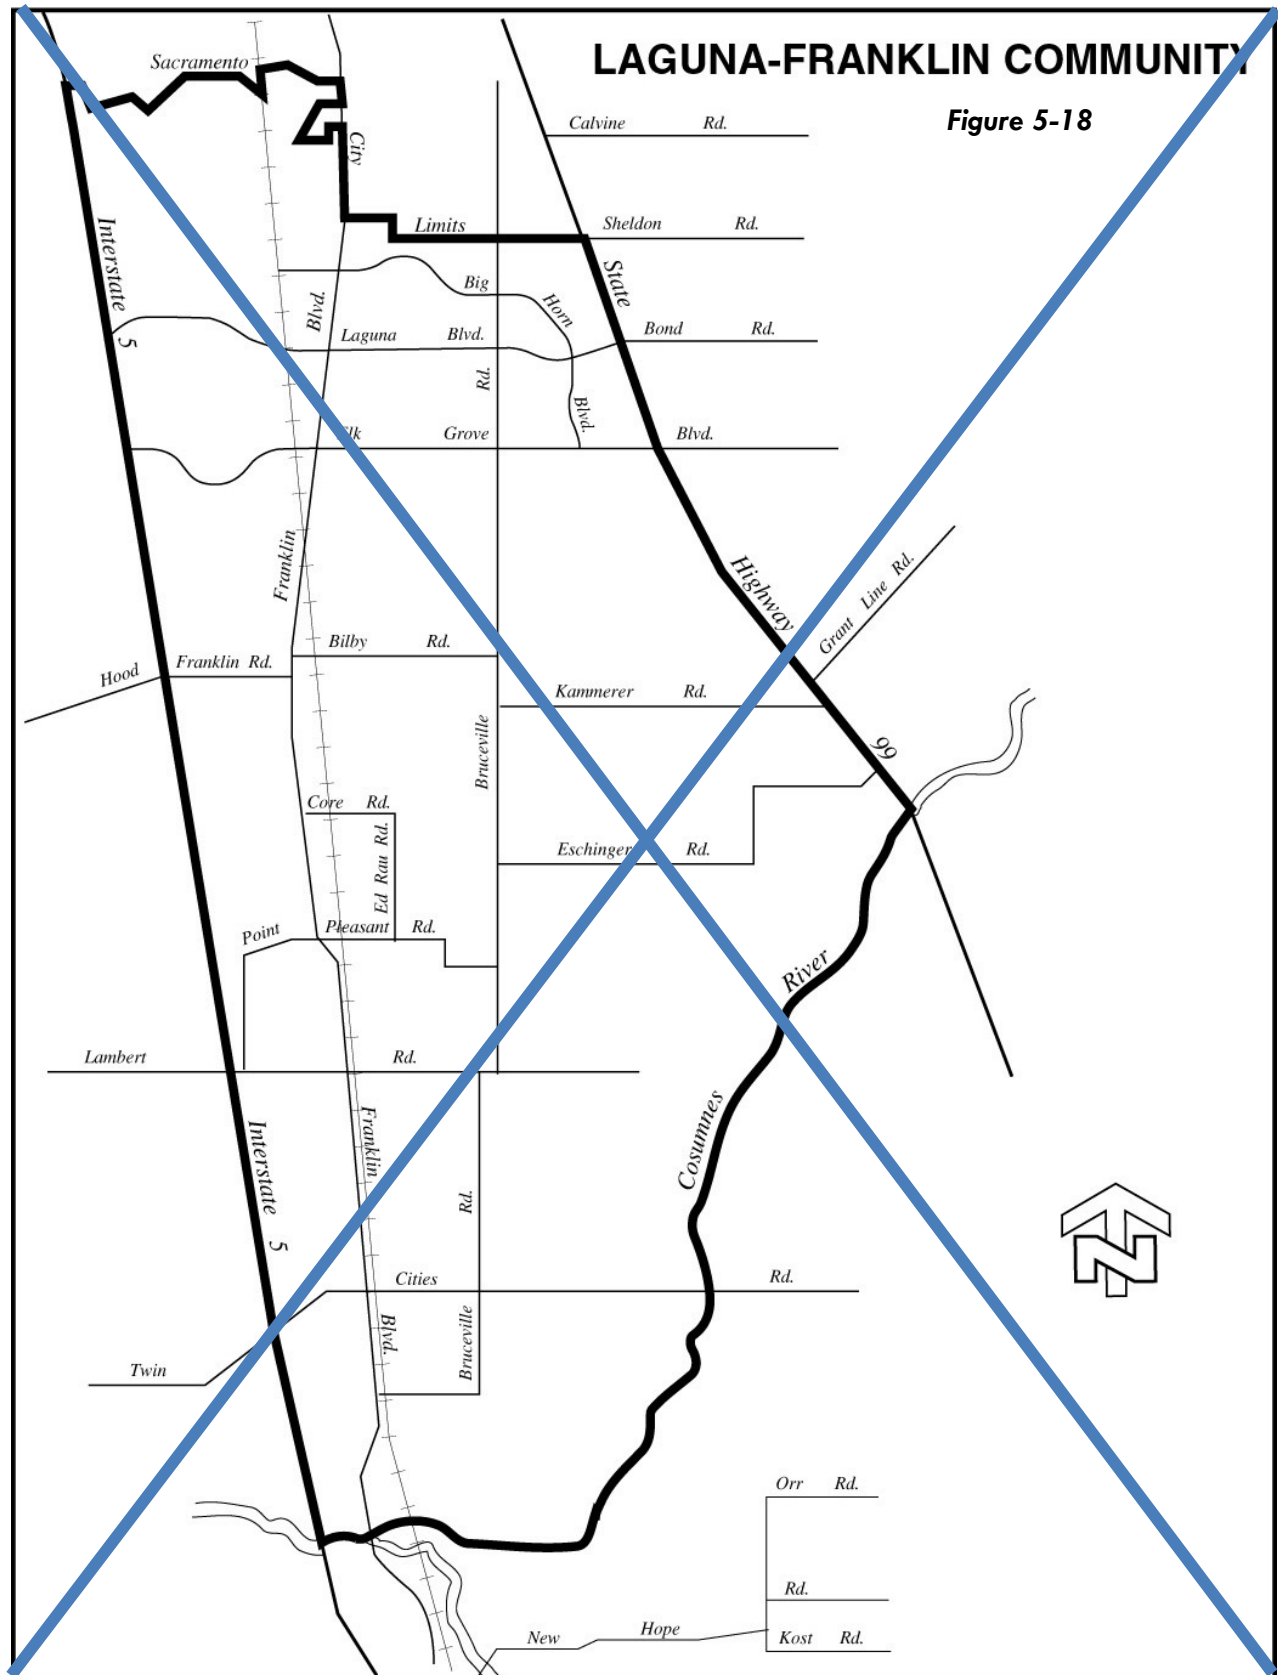 LAGUNA-FRANKLIN COMMUNITY
Figure 5-18
Sacramento
City
Limits
Calvine Rd.
Sheldon Rd.
Interstate 5
State
Big Horn Blvd.
Blvd.
Laguna Blvd.
Bond Rd.
Rd.
Elk Grove Blvd.
Franklin
Highway 99
Grant Line Rd.
Hood Franklin Rd.
Bilby Rd.
Kammerer Rd.
Bruceville
Core Rd.
Ed Rau Rd.
Eschinger Rd.
Point Pleasant Rd.
River
Lambert Rd.
Cosumnes
Interstate 5
Franklin
Rd.
Cities Rd.
Blvd.
Bruceville
Twin
Orr Rd.
Rd.
New Hope
Kost Rd.
N